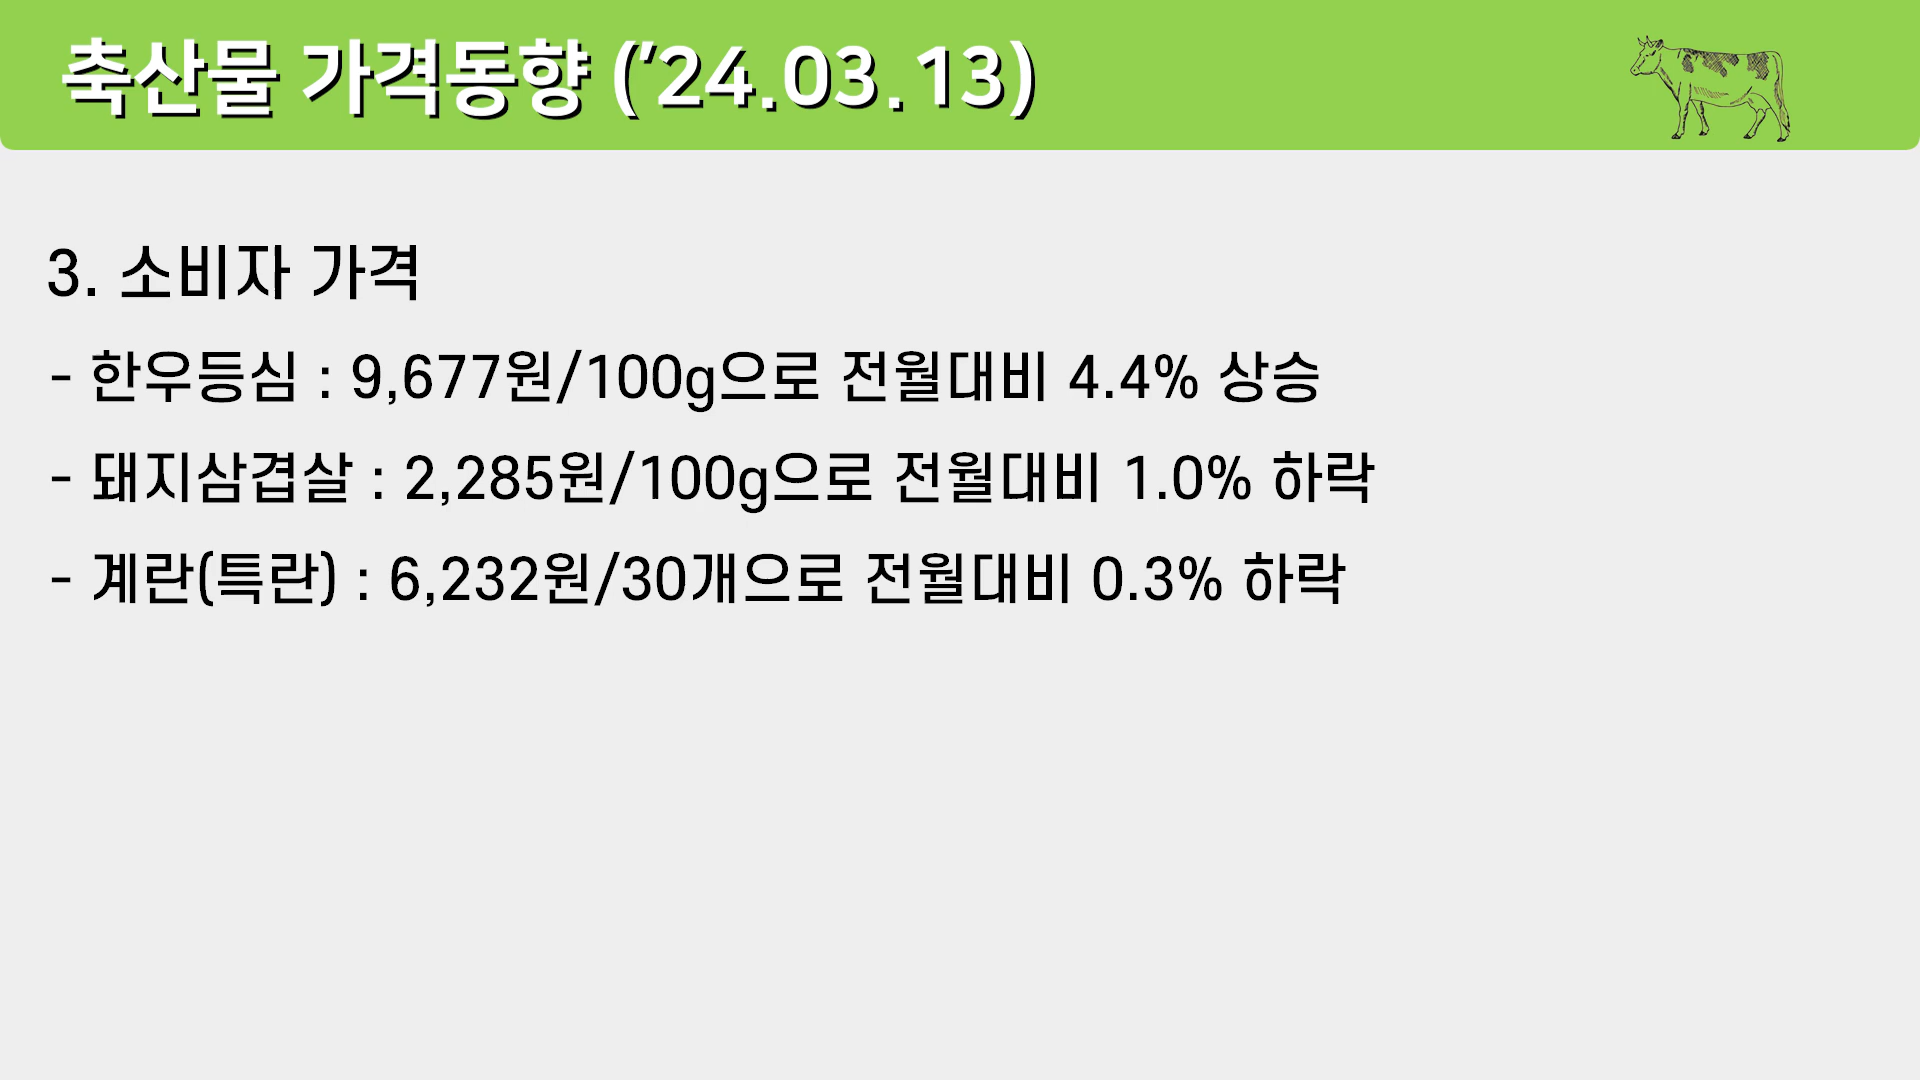 축산물 가격동향 (’24.03.13)
3. 소비자 가격
- 한우등심 : 9,677원/100g으로 전월대비 4.4% 상승
- 돼지삼겹살 : 2,285원/100g으로 전월대비 1.0% 하락
- 계란(특란) : 6,232원/30개으로 전월대비 0.3% 하락